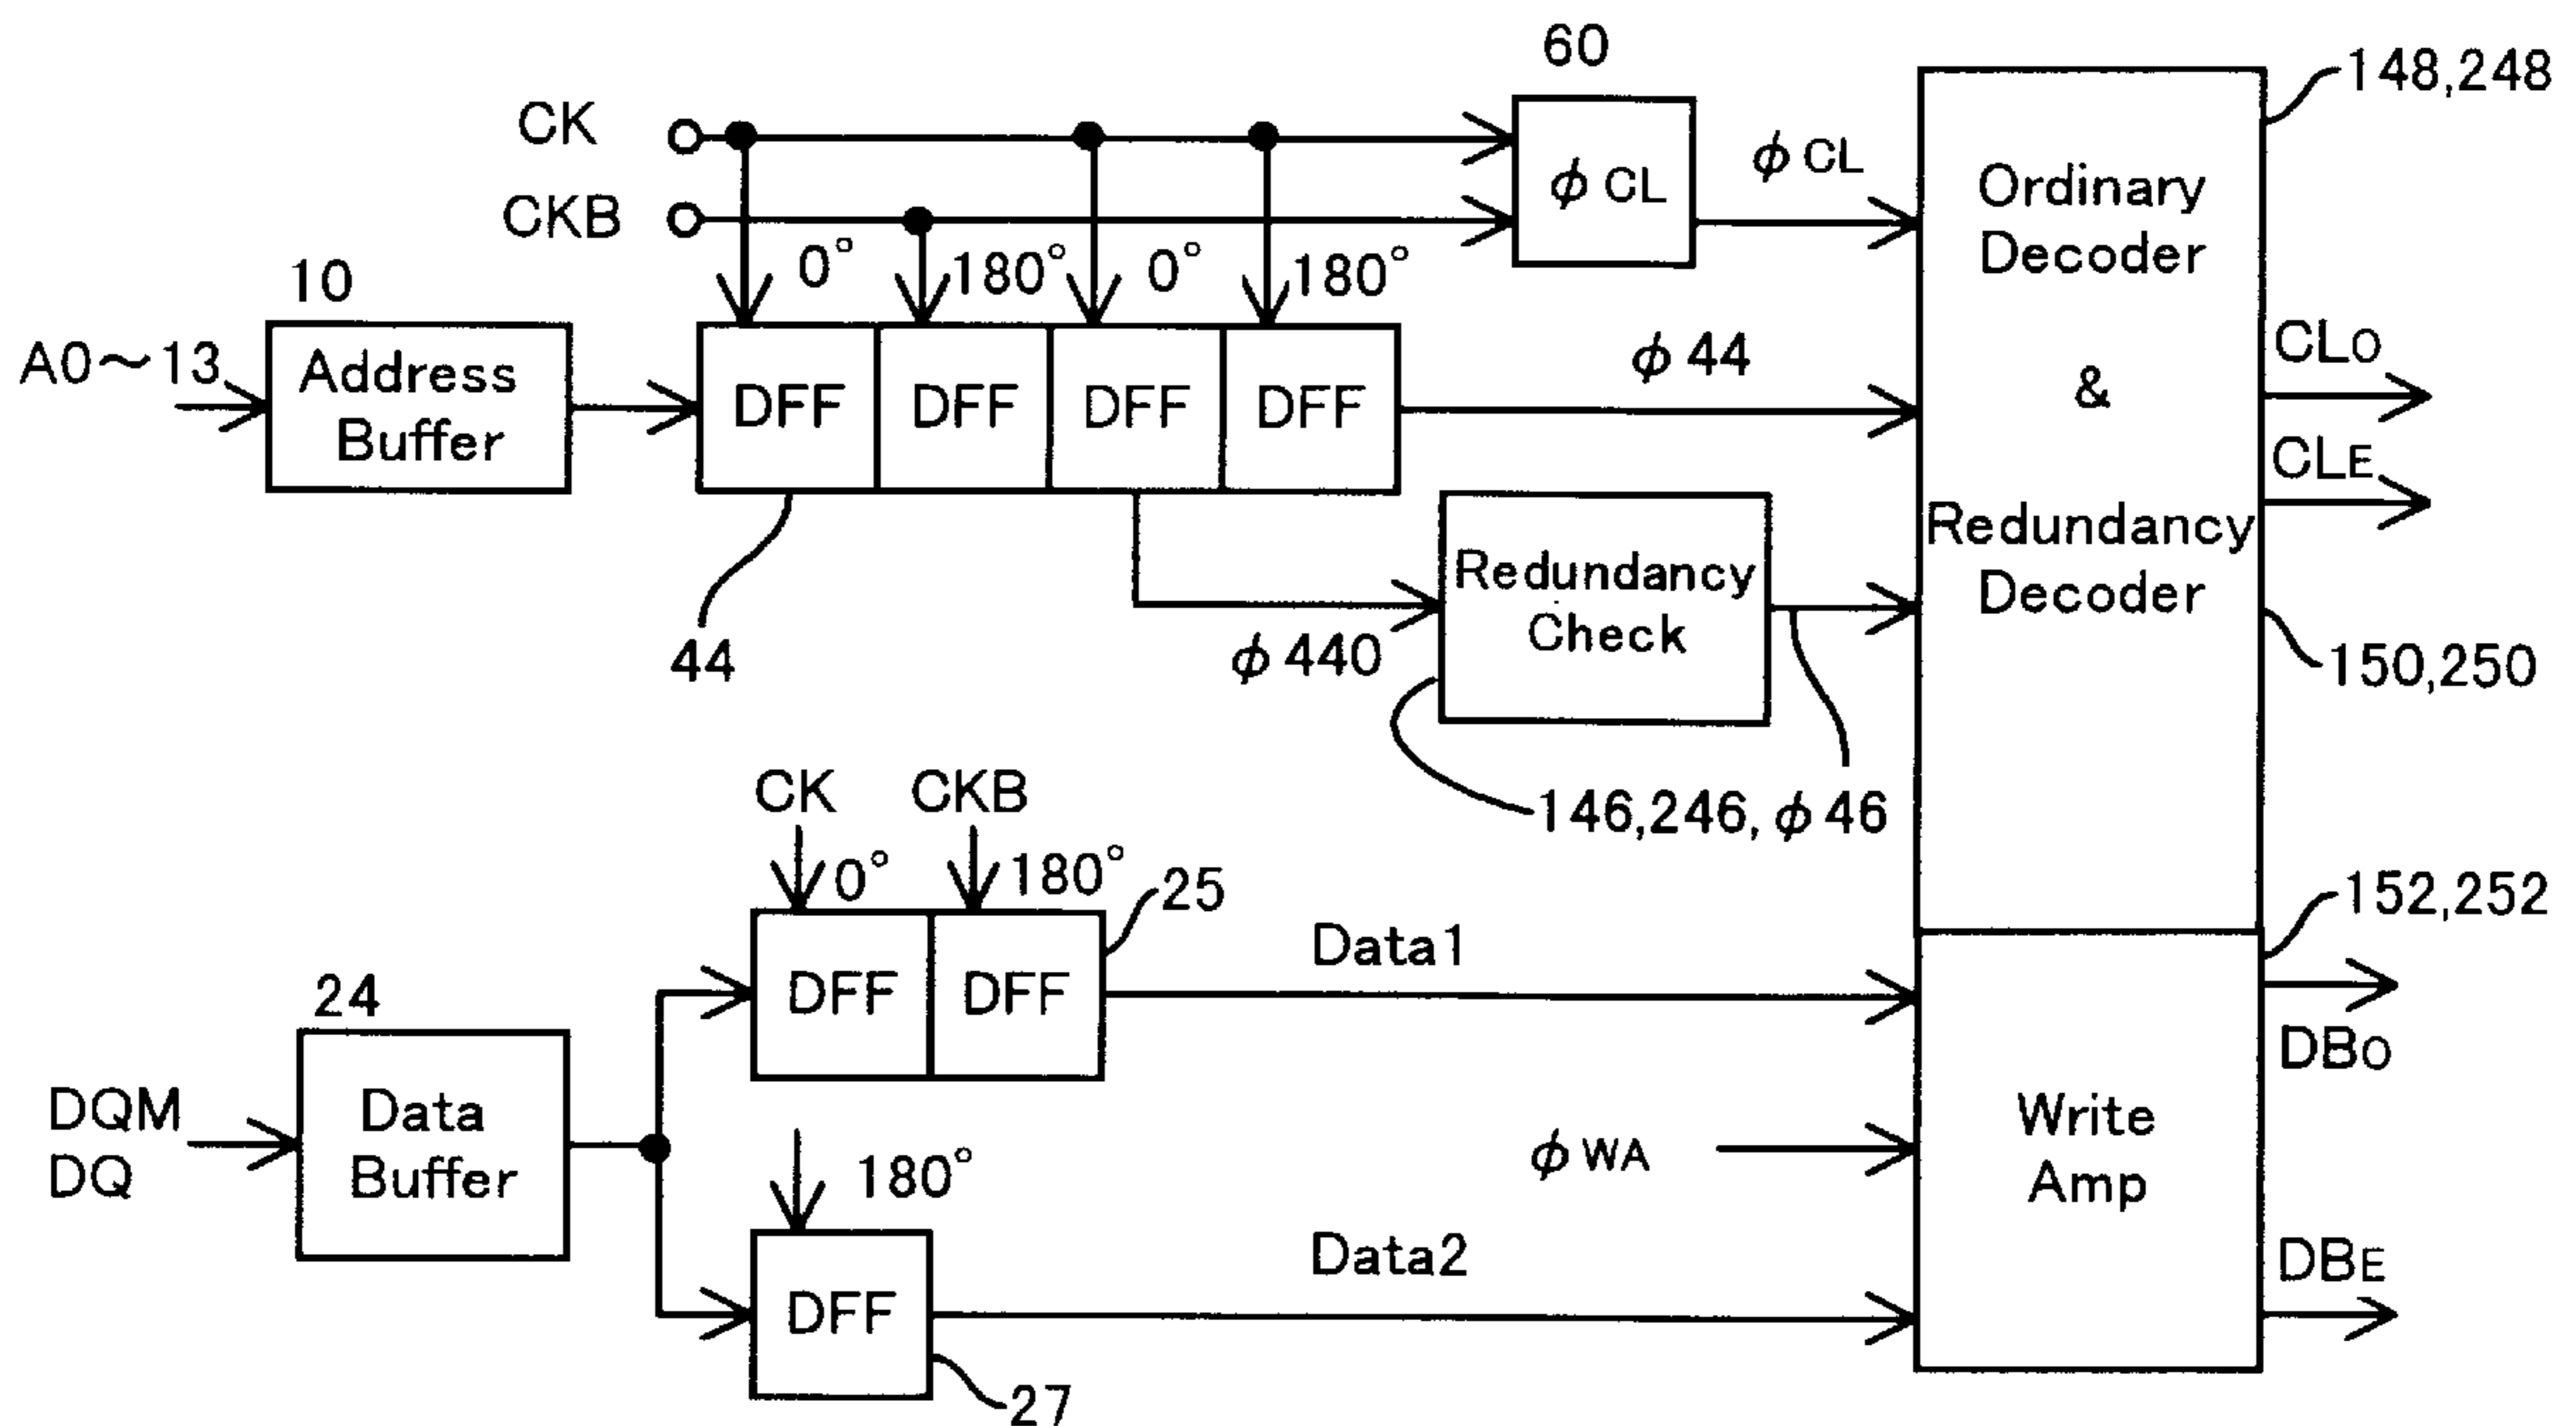 60
148,248
CK
CKB
ϕ CL
ϕ CL
0°
180°
0°
180°
Ordinary
Decoder
&
Redundancy
Decoder
10
A0～13
Address
Buffer
DFF
DFF
DFF
DFF
ϕ 44
CLO
CLE
44
ϕ 440
Redundancy
Check
146,246, ϕ 46
150,250
CK
CKB
0°
180°
25
152,252
24
DQM
DQ
Data
Buffer
DFF
DFF
Data1
DBO
180°
ϕ WA
Write
Amp
DFF
Data2
DBE
27